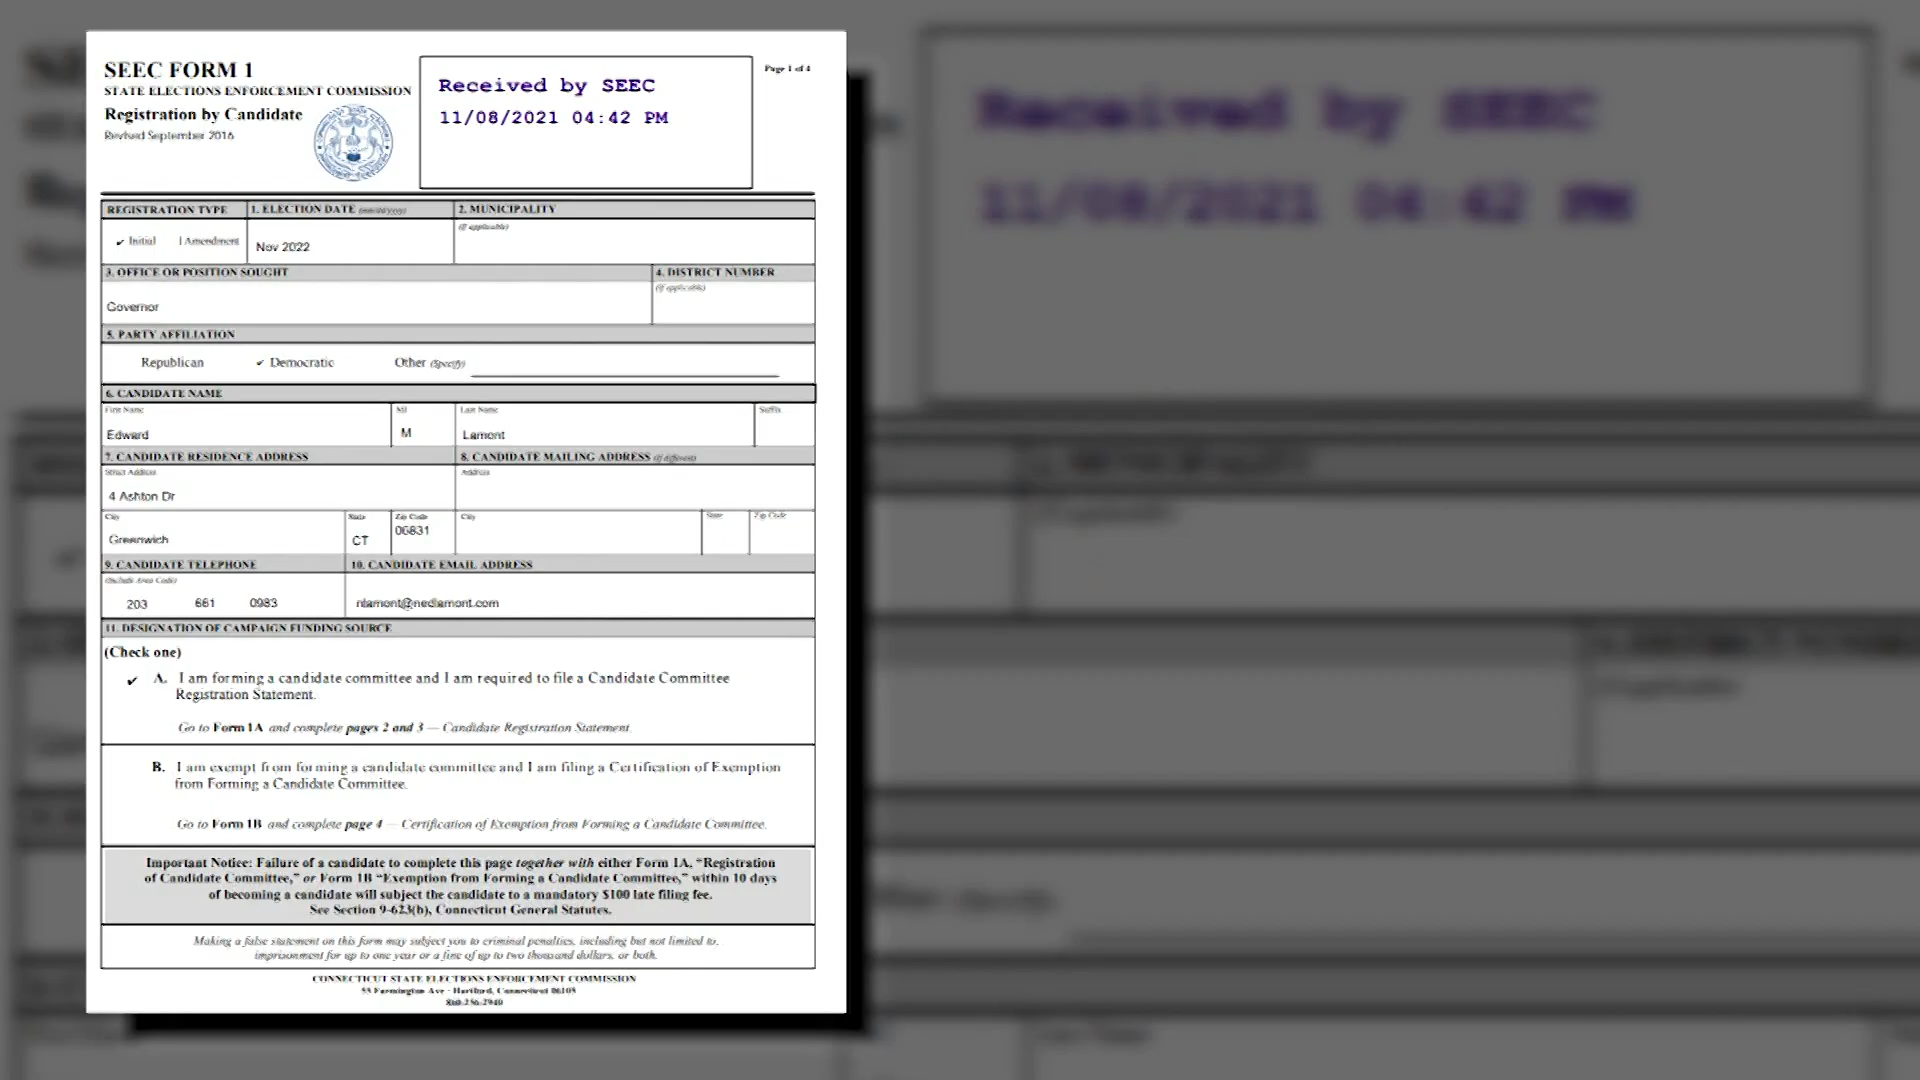 SEEC FORM 1
STATE ELECTIONS ENFORCEMENT COMMISSION
Registration by Candidate
Revised September 2016
Received by SEEC
11/08/2021 04:42 PM
Page 1 of 4
REGISTRATION TYPE
✓ Initial Amendment
1. ELECTION DATE (mm/dd/yyyy)
Nov 2022
2. MUNICIPALITY
(if applicable)
3. OFFICE OR POSITION SOUGHT
Governor
4. DISTRICT NUMBER
(if applicable)
5. PARTY AFFILIATION
Republican ✓ Democratic Other (Specify)
6. CANDIDATE NAME
First Name MI Last Name Suffix
Edward M Lamont
7. CANDIDATE RESIDENCE ADDRESS 8. CANDIDATE MAILING ADDRESS (if different)
Street Address Address
4 Ashton Dr
City State Zip Code City State Zip Code
Greenwich CT 06831
9. CANDIDATE TELEPHONE 10. CANDIDATE EMAIL ADDRESS
(Include Area Code)
203 661 0983 nlamont@nedlamont.com
11. DESIGNATION OF CAMPAIGN FUNDING SOURCE
(Check one)
✓ A. I am forming a candidate committee and I am required to file a Candidate Committee
Registration Statement.
Go to Form 1A and complete pages 2 and 3 — Candidate Registration Statement.
B. I am exempt from forming a candidate committee and I am filing a Certification of Exemption
from Forming a Candidate Committee.
Go to Form 1B and complete page 4 — Certification of Exemption from Forming a Candidate Committee.
Important Notice: Failure of a candidate to complete this page together with either Form 1A, “Registration
of Candidate Committee,” or Form 1B “Exemption from Forming a Candidate Committee,” within 10 days
of becoming a candidate will subject the candidate to a mandatory $100 late filing fee.
See Section 9-623(b), Connecticut General Statutes.
Making a false statement on this form may subject you to criminal penalties, including but not limited to,
imprisonment for up to one year or a fine of up to two thousand dollars, or both.
CONNECTICUT STATE ELECTIONS ENFORCEMENT COMMISSION
55 Farmington Ave · Hartford, Connecticut 06105
860-256-2940
Received by SEEC
11/08/2021 04:42 PM